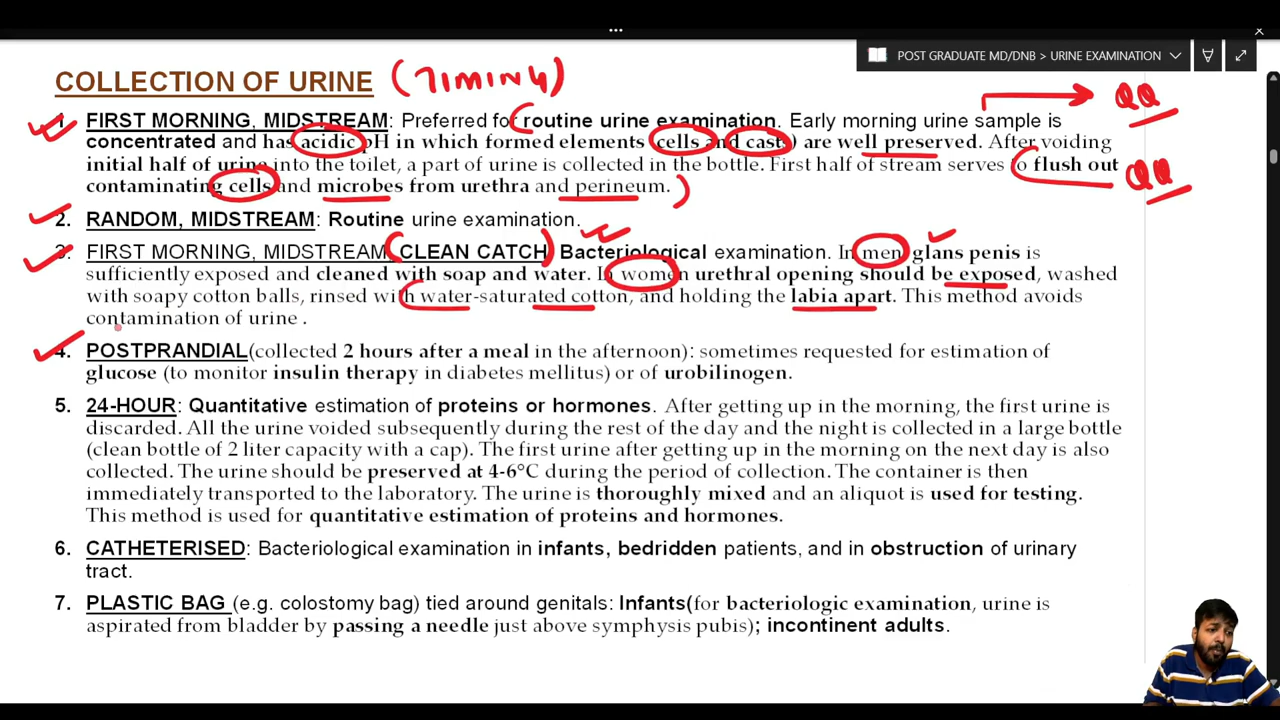 POST GRADUATE MD/DNB > URINE EXAMINATION
COLLECTION OF URINE (TIMING)
1. FIRST MORNING, MIDSTREAM: Preferred for routine urine examination. Early morning urine sample is
concentrated and has acidic pH in which formed elements (cells and casts) are well preserved. After voiding
initial half of urine into the toilet, a part of urine is collected in the bottle. First half of stream serves to flush out
contaminating cells and microbes from urethra and perineum.
QQ
QQ
2. RANDOM, MIDSTREAM: Routine urine examination.
3. FIRST MORNING, MIDSTREAM, CLEAN CATCH) Bacteriological examination. In men glans penis is
sufficiently exposed and cleaned with soap and water. In women urethral opening should be exposed, washed
with soapy cotton balls, rinsed with water-saturated cotton, and holding the labia apart. This method avoids
contamination of urine .
4. POSTPRANDIAL(collected 2 hours after a meal in the afternoon): sometimes requested for estimation of
glucose (to monitor insulin therapy in diabetes mellitus) or of urobilinogen.
5. 24-HOUR: Quantitative estimation of proteins or hormones. After getting up in the morning, the first urine is
discarded. All the urine voided subsequently during the rest of the day and the night is collected in a large bottle
(clean bottle of 2 liter capacity with a cap). The first urine after getting up in the morning on the next day is also
collected. The urine should be preserved at 4-6°C during the period of collection. The container is then
immediately transported to the laboratory. The urine is thoroughly mixed and an aliquot is used for testing.
This method is used for quantitative estimation of proteins and hormones.
6. CATHETERISED: Bacteriological examination in infants, bedridden patients, and in obstruction of urinary
tract.
7. PLASTIC BAG (e.g. colostomy bag) tied around genitals: Infants(for bacteriologic examination, urine is
aspirated from bladder by passing a needle just above symphysis pubis); incontinent adults.